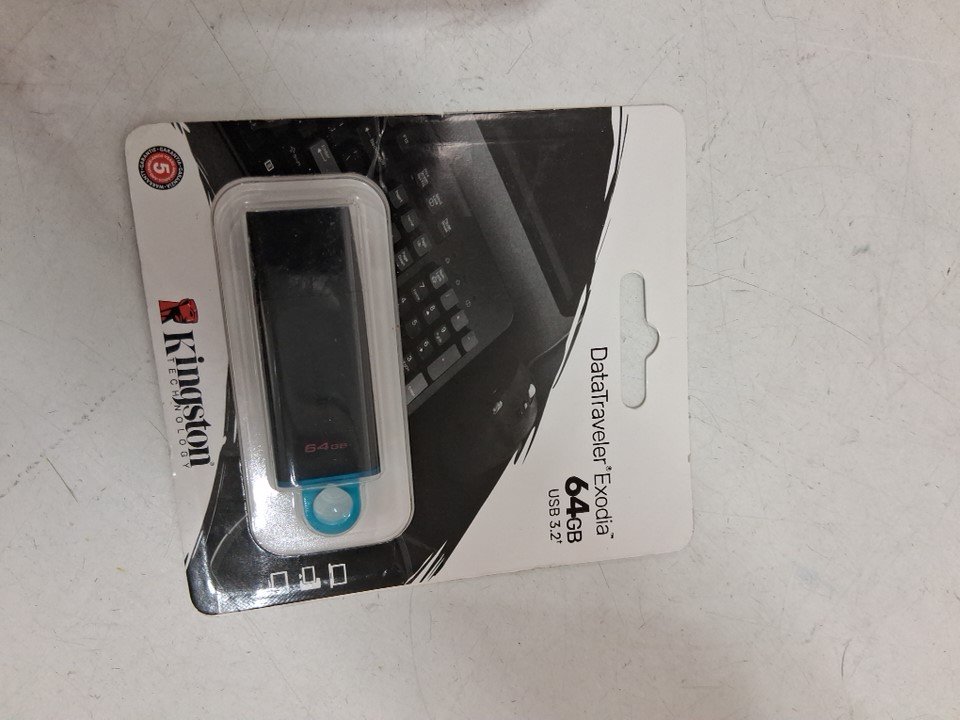 DataTraveler® Exodia™
64GB
USB 3.2†
64GB
5
Kingston®
TECHNOLOGY